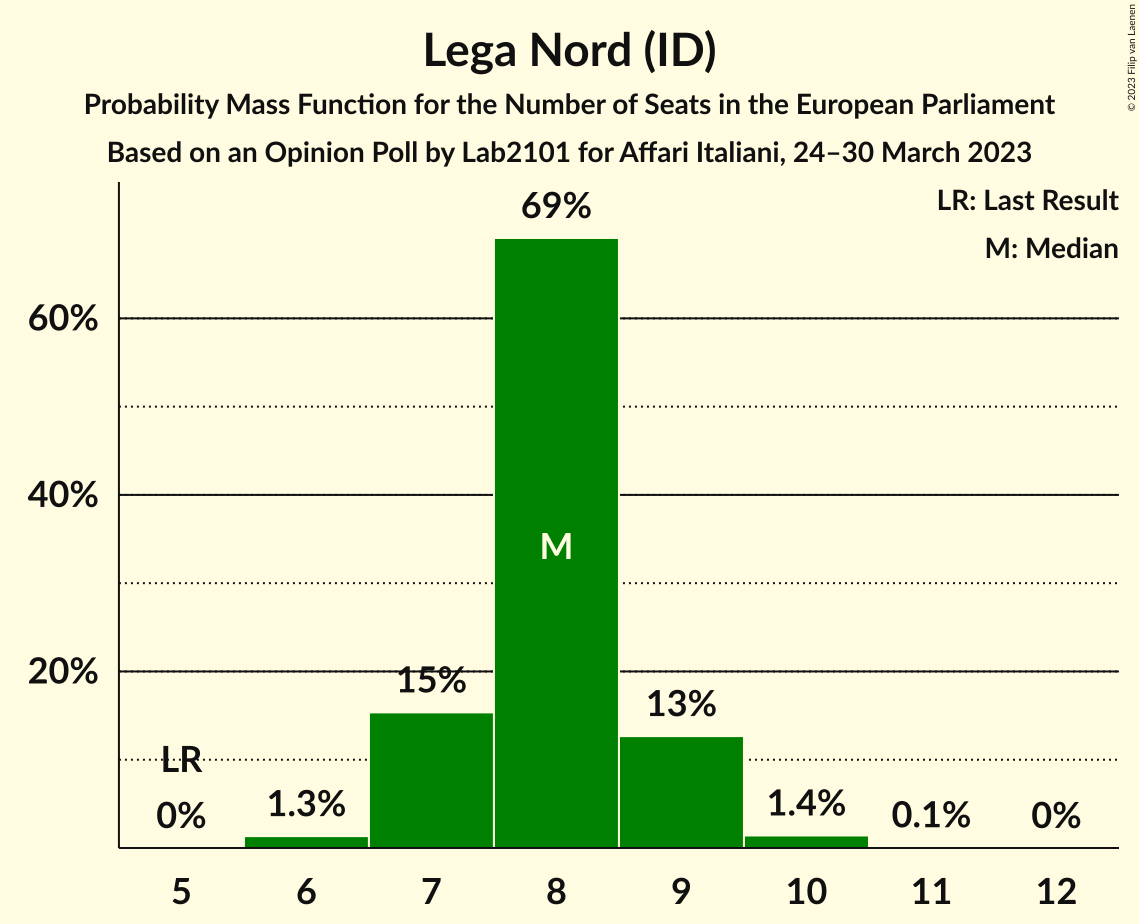 Lega Nord (ID)
Probability Mass Function for the Number of Seats in the European Parliament
Based on an Opinion Poll by Lab2101 for Affari Italiani, 24–30 March 2023
© 2023 Filip van Laenen
LR: Last Result
M: Median
69%
60%
40%
M
20%
15%
13%
LR
0%
1.3%
1.4%
0.1%
0%
5 6 7 8 9 10 11 12